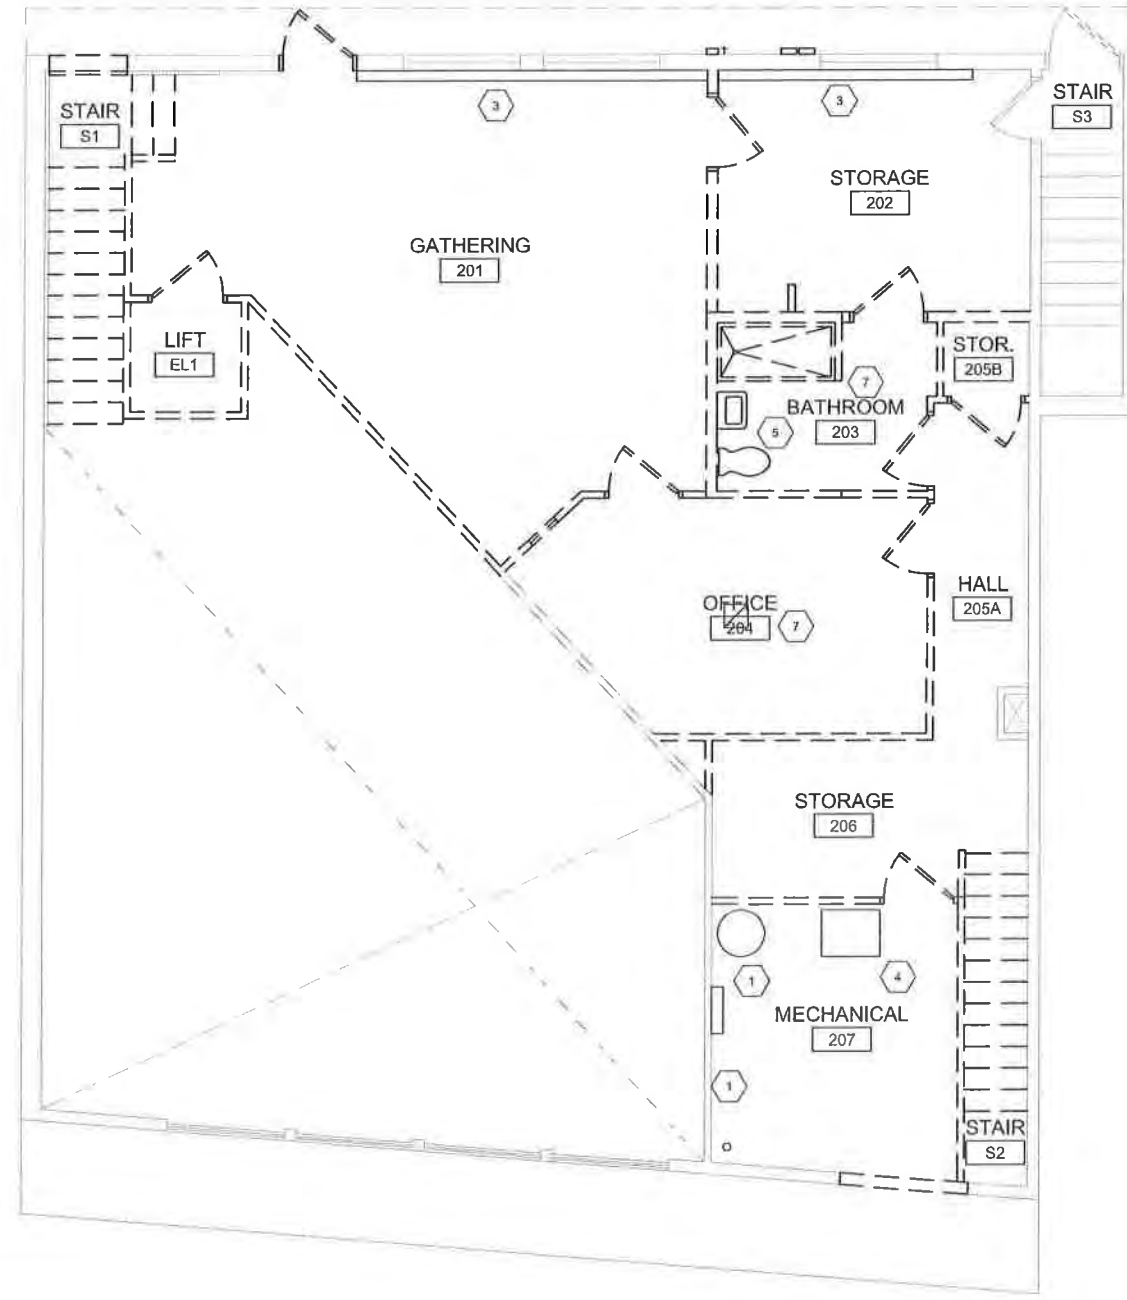 STAIR
S1
3
3
STAIR
S3
STORAGE
202
GATHERING
201
LIFT
EL1
STOR.
205B
7
BATHROOM
203
5
HALL
205A
OFFICE
204
7
STORAGE
206
1
4
MECHANICAL
207
1
STAIR
S2